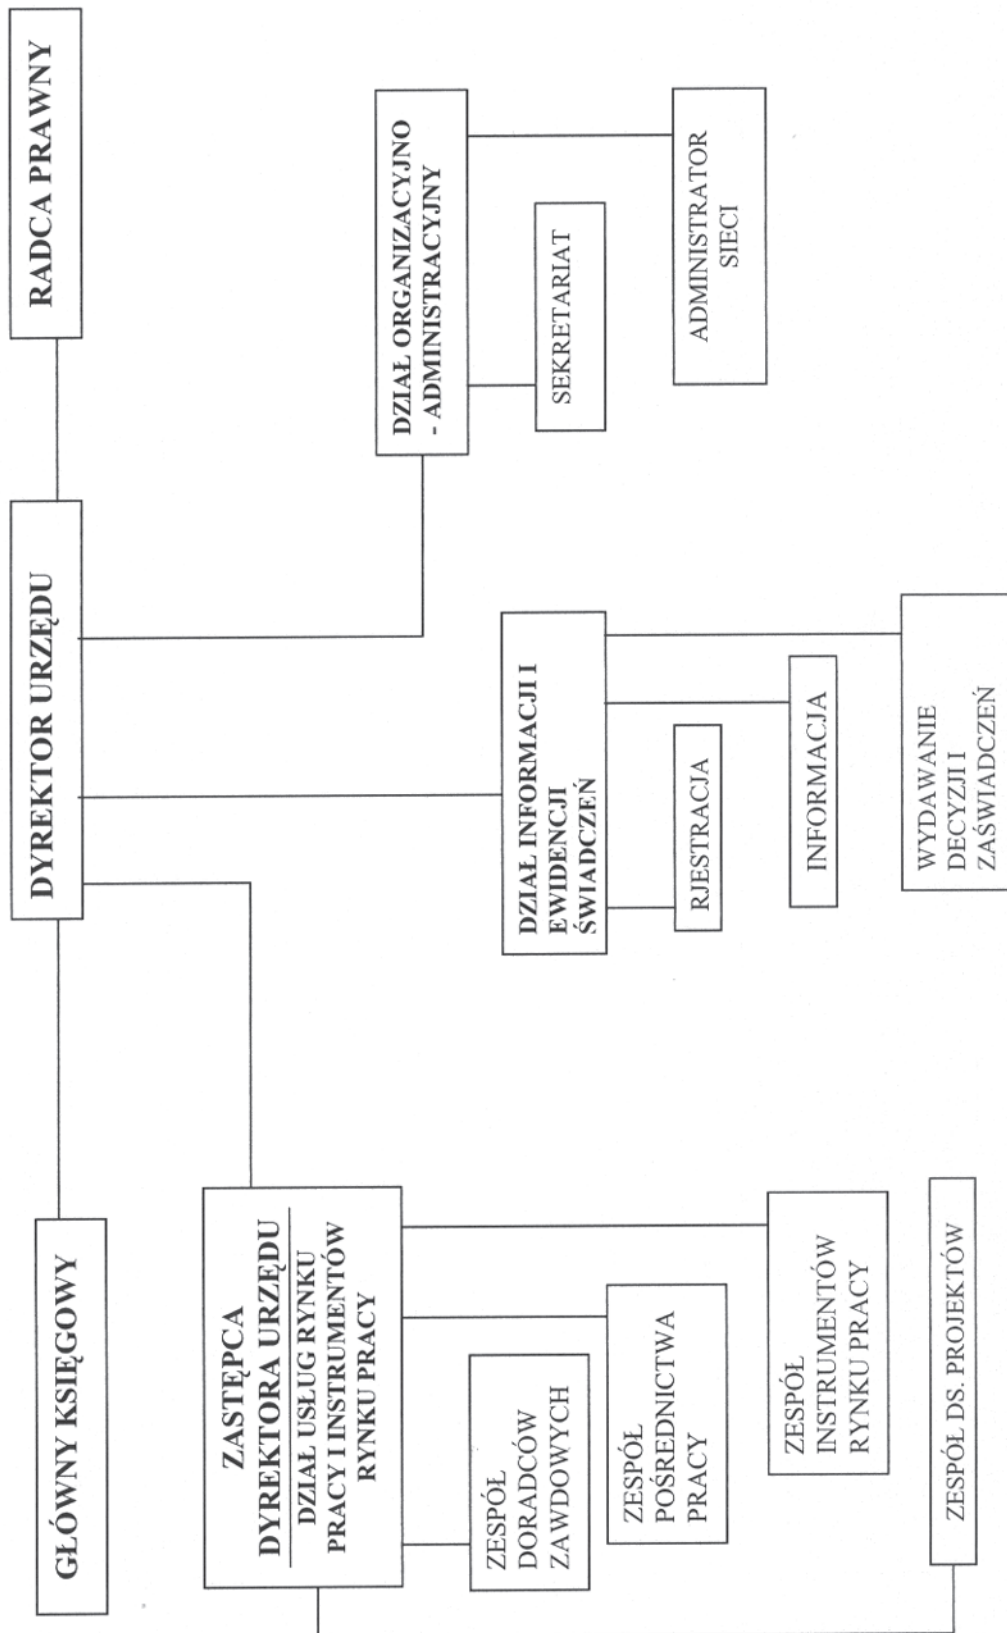 GŁÓWNY KSIĘGOWY
DYREKTOR URZĘDU
RADCA PRAWNY
ZASTĘPCA
DYREKTORA URZĘDU
DZIAŁ USŁUG RYNKU
PRACY I INSTRUMENTÓW
RYNKU PRACY
ZESPÓŁ
DORADCÓW
ZAWDOWYCH
ZESPÓŁ
POŚREDNICTWA
PRACY
ZESPÓŁ
INSTRUMENTÓW
RYNKU PRACY
ZESPÓŁ DS. PROJEKTÓW
DZIAŁ INFORMACJI I
EWIDENCJI
ŚWIADCZEŃ
RJESTRACJA
INFORMACJA
WYDAWANIE
DECYZJI I
ZAŚWIADCZEŃ
DZIAŁ ORGANIZACYJNO
- ADMINISTRACYJNY
SEKRETARIAT
ADMINISTRATOR
SIECI